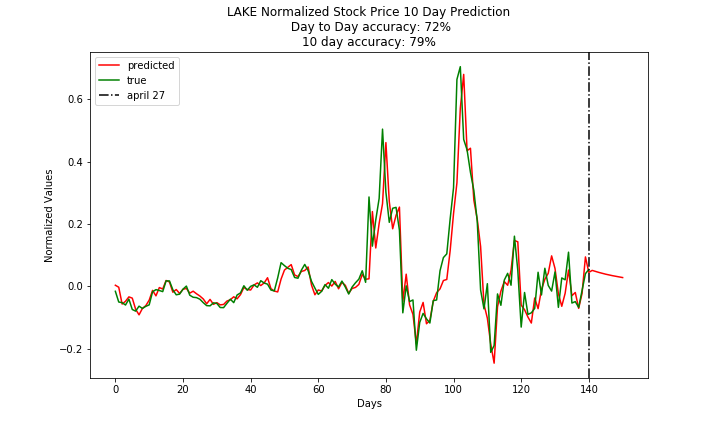 LAKE Normalized Stock Price 10 Day Prediction
Day to Day accuracy: 72%
10 day accuracy: 79%
predicted
true
april 27
Normalized Values
0.6
0.4
0.2
0.0
−0.2
0 20 40 60 80 100 120 140
Days